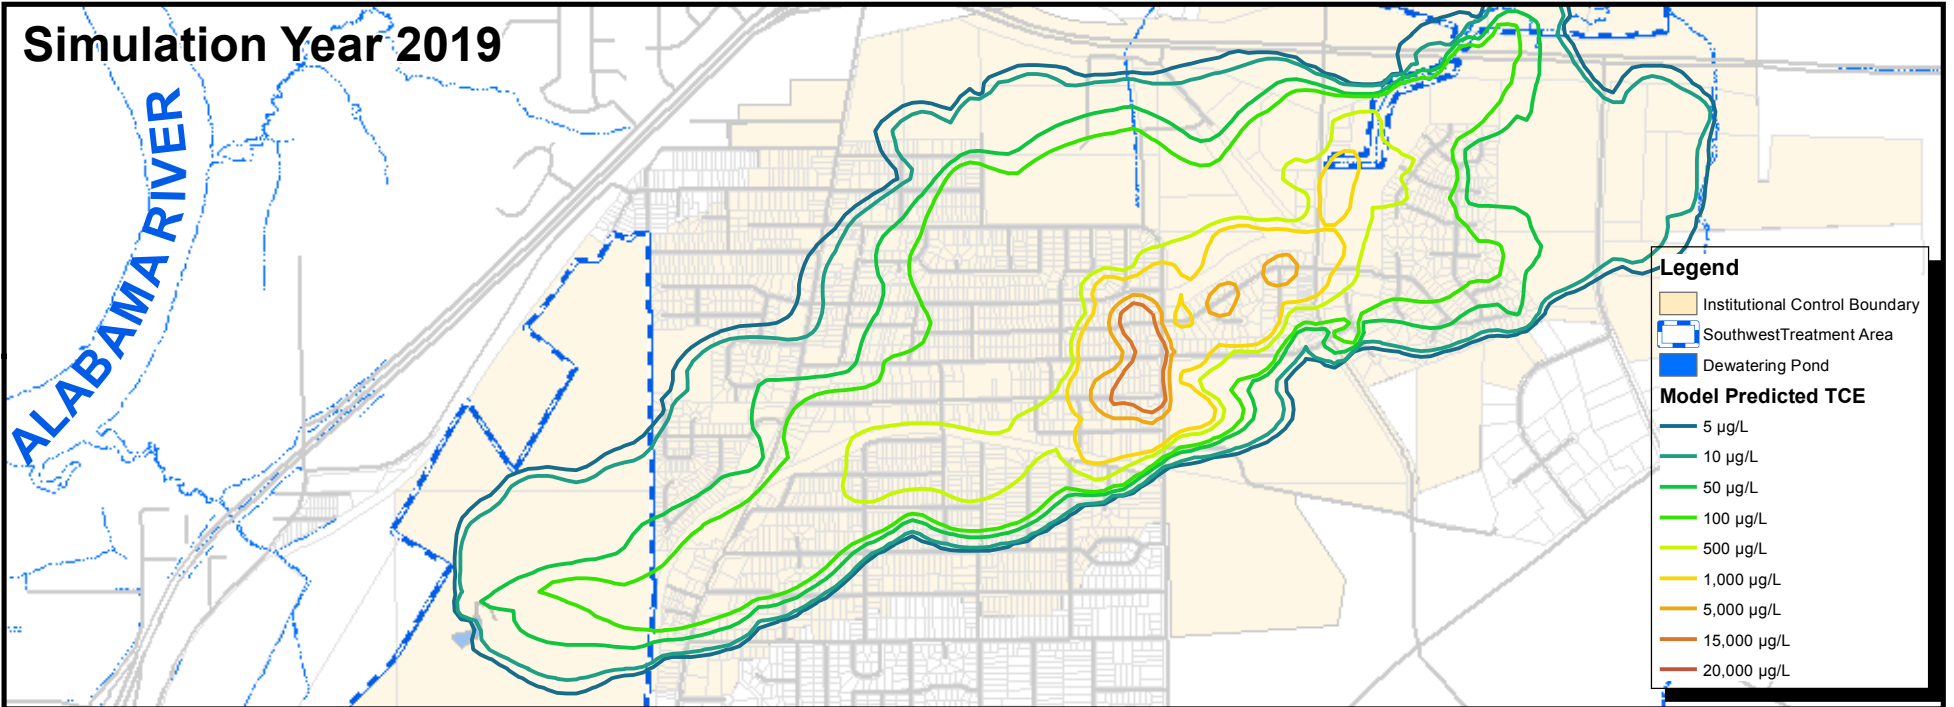 Simulation Year 2019
ALABAMA RIVER
Legend
Institutional Control Boundary
SouthwestTreatment Area
Dewatering Pond
Model Predicted TCE
5 µg/L
10 µg/L
50 µg/L
100 µg/L
500 µg/L
1,000 µg/L
5,000 µg/L
15,000 µg/L
20,000 µg/L